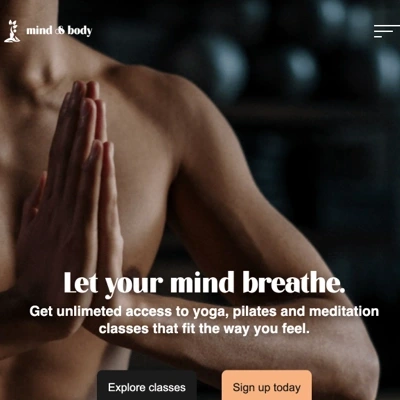 mind & body
Let your mind breathe.
Get unlimeted access to yoga, pilates and meditation
classes that fit the way you feel.
Explore classes
Sign up today